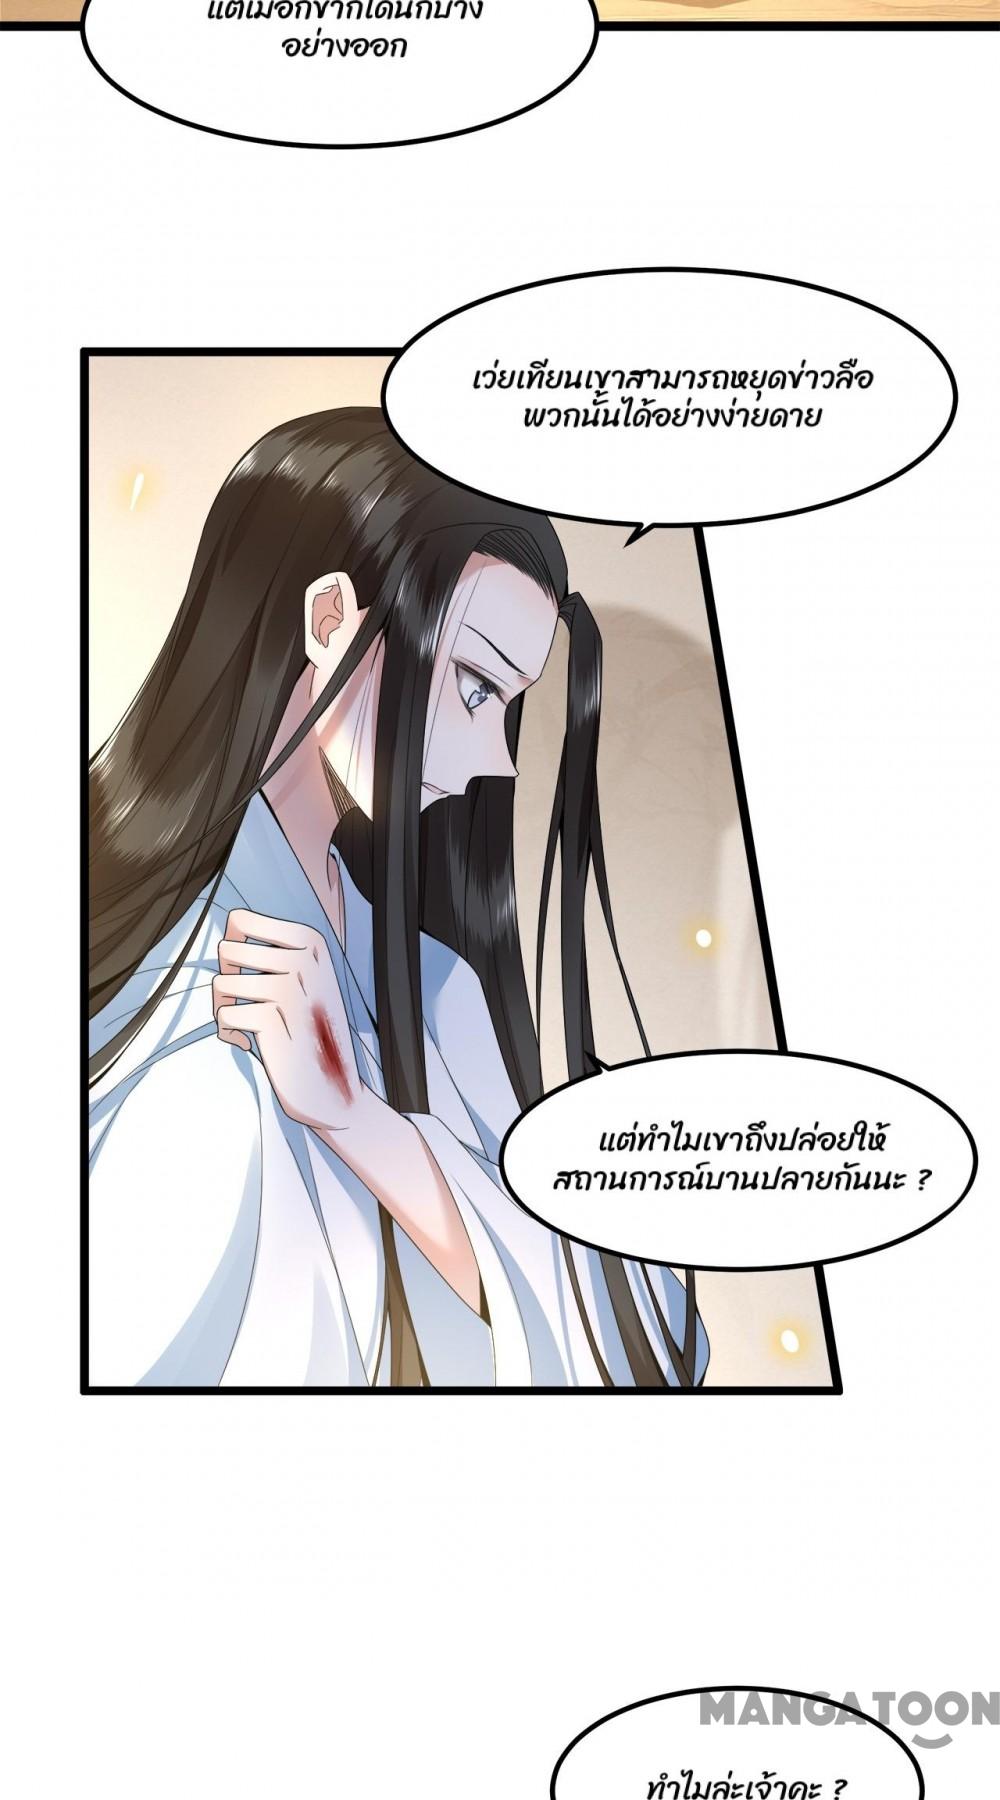 แต่เมื่อกี้ข้าก็ได้นึกบาง
อย่างออก
เว่ยเทียนเขาสามารถหยุดข่าวลือ
พวกนั้นได้อย่างง่ายดาย
แต่ทำไมเขาถึงปล่อยให้
สถานการณ์บานปลายกันนะ ?
MANGATOON
ทำไมล่ะเจ้าคะ ?